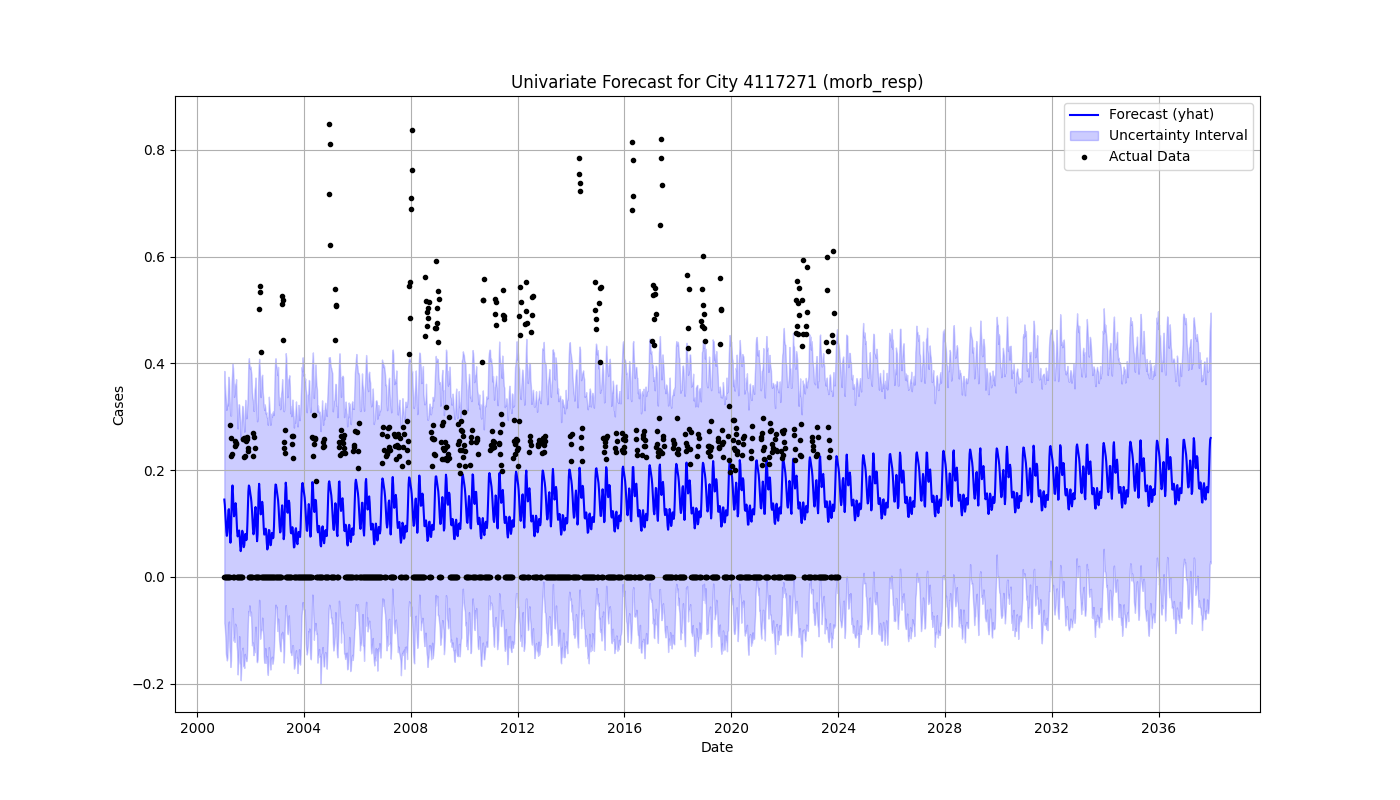 Univariate Forecast for City 4117271 (morb_resp)
Forecast (yhat)
Uncertainty Interval
Actual Data
Cases
0.8
0.6
0.4
0.2
0.0
−0.2
2000 2004 2008 2012 2016 2020 2024 2028 2032 2036
Date